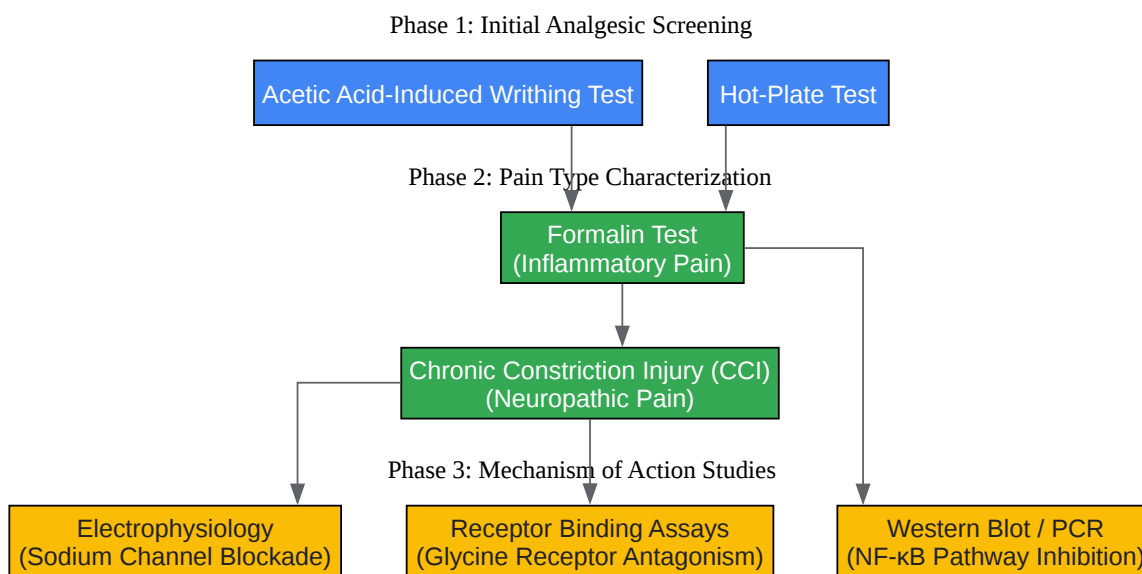 Phase 1: Initial Analgesic Screening
Acetic Acid-Induced Writhing Test
Hot-Plate Test
Phase 2: Pain Type Characterization
Formalin Test
(Inflammatory Pain)
Chronic Constriction Injury (CCI)
(Neuropathic Pain)
Phase 3: Mechanism of Action Studies
Electrophysiology
(Sodium Channel Blockade)
Receptor Binding Assays
(Glycine Receptor Antagonism)
Western Blot / PCR
(NF-κB Pathway Inhibition)